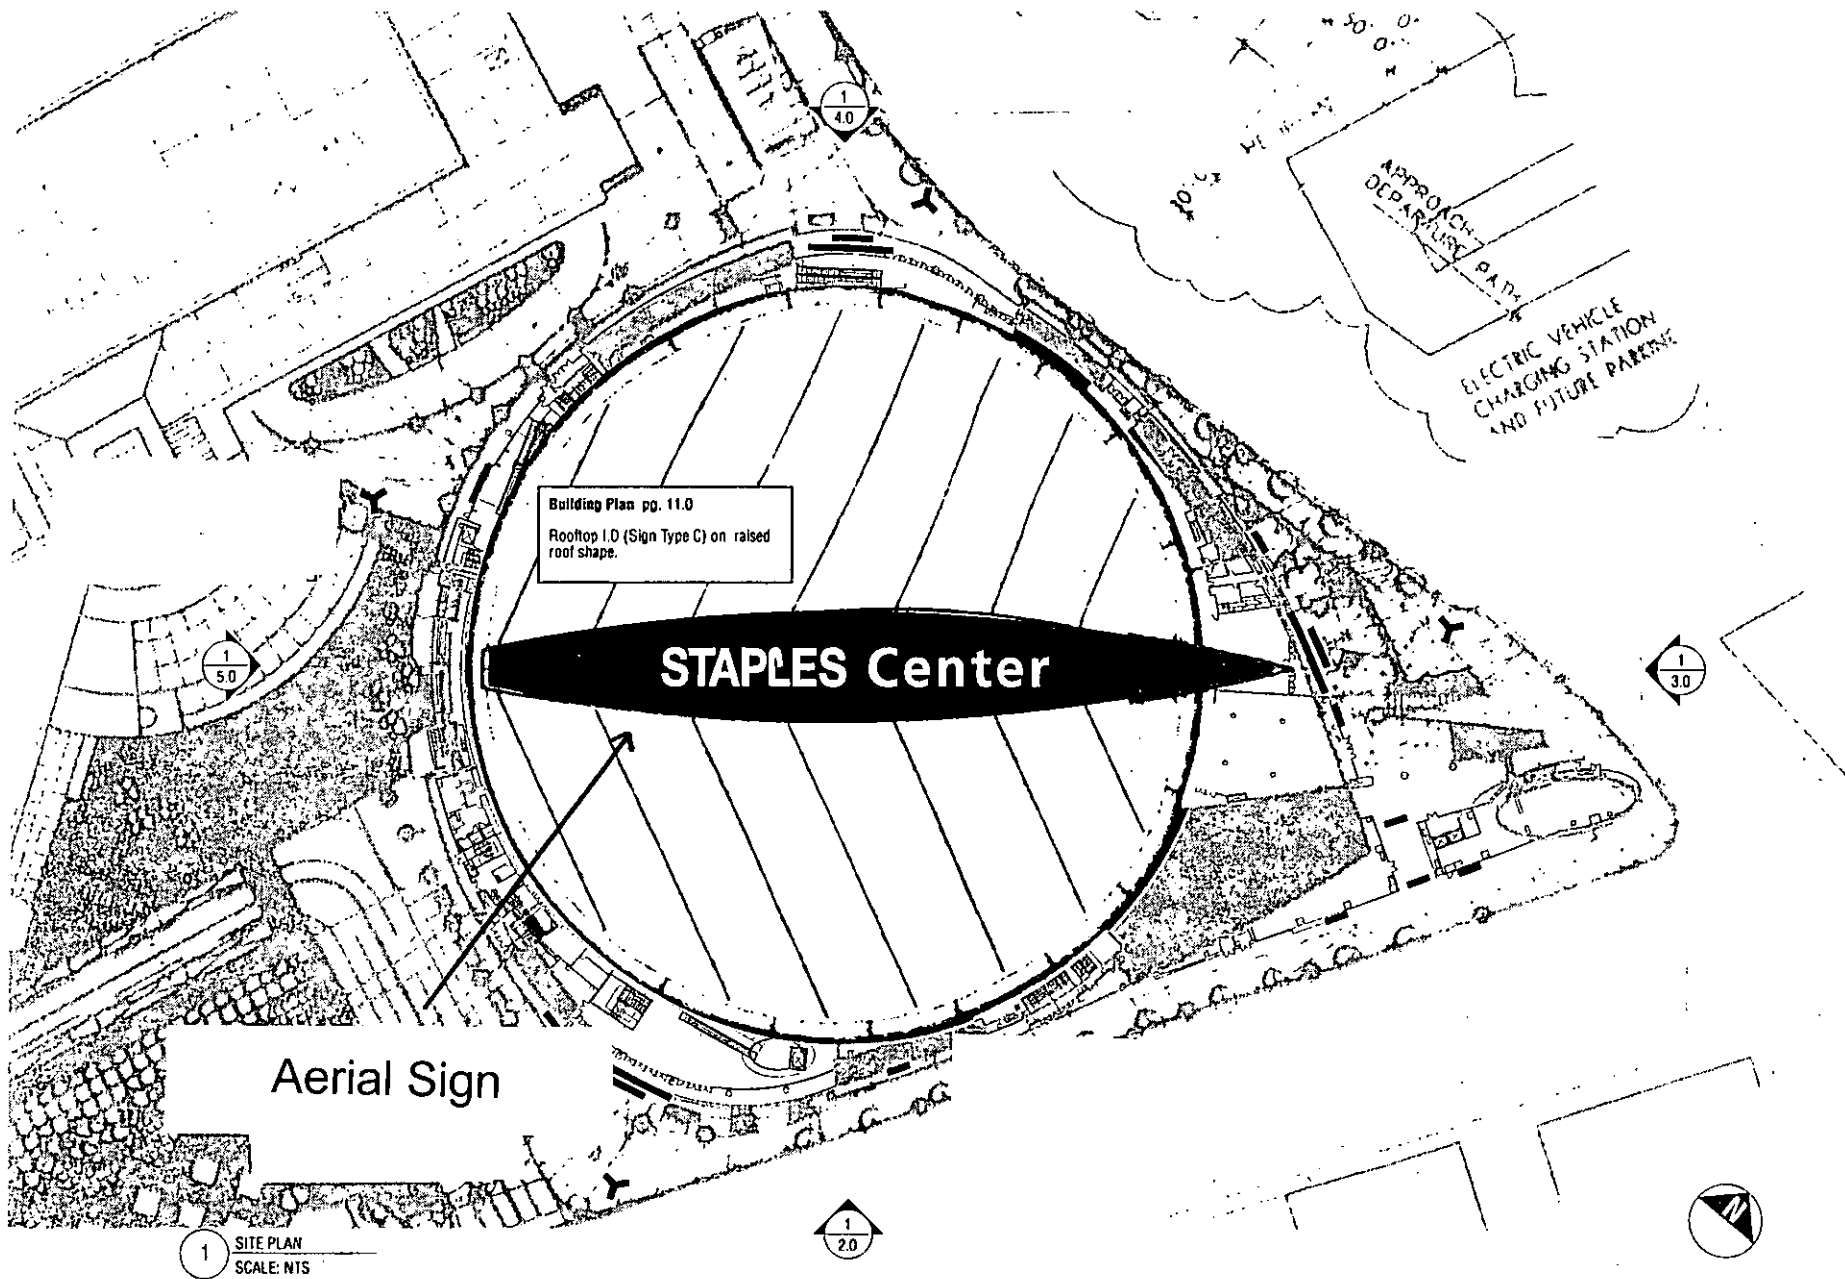 1
4.0
APPROACH
DEPARTURE PATH
ELECTRIC VEHICLE
CHARGING STATION
AND FUTURE PARKING
Building Plan pg. 11.0
Rooftop I.D (Sign Type C) on raised
roof shape.
STAPLES Center
1
5.0
1
3.0
Aerial Sign
1
2.0
N
1 SITE PLAN
SCALE: NTS